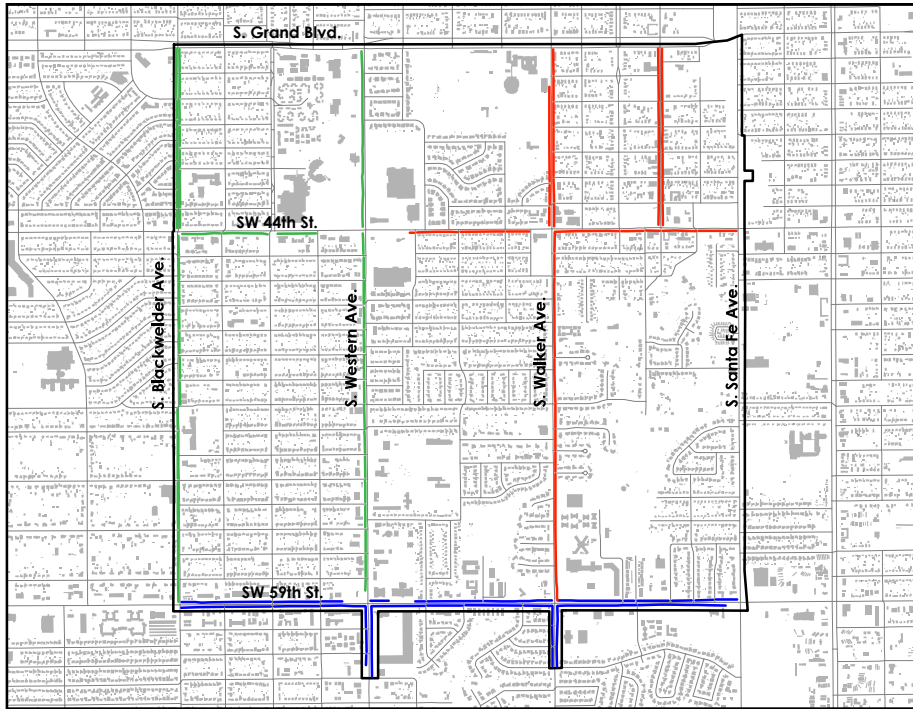 S. Grand Blvd.
SW 44th St.
S. Blackwelder Ave.
S. Western Ave.
S. Walker Ave.
S. Santa Fe Ave.
SW 59th St.